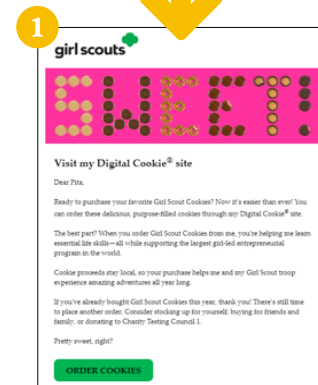 1
girl scouts
SWEET!
Visit my Digital Cookie® site
Dear Pita,
Ready to purchase your favorite Girl Scout Cookies? Now it's easier than ever! You
can order these delicious, purpose-filled cookies through my Digital Cookie® site.
The best part? When you order Girl Scout Cookies from me, you're helping me learn
essential life skills—all while supporting the largest girl-led entrepreneurial
program in the world.
Cookie proceeds stay local, so your purchase helps me and my Girl Scout troop
experience amazing adventures all year long.
If you've already bought Girl Scout Cookies this year, thank you! There's still time
to place another order. Consider stocking up for yourself, buying for friends and
family, or donating to Charity Testing Council 1.
Pretty sweet, right?
ORDER COOKIES